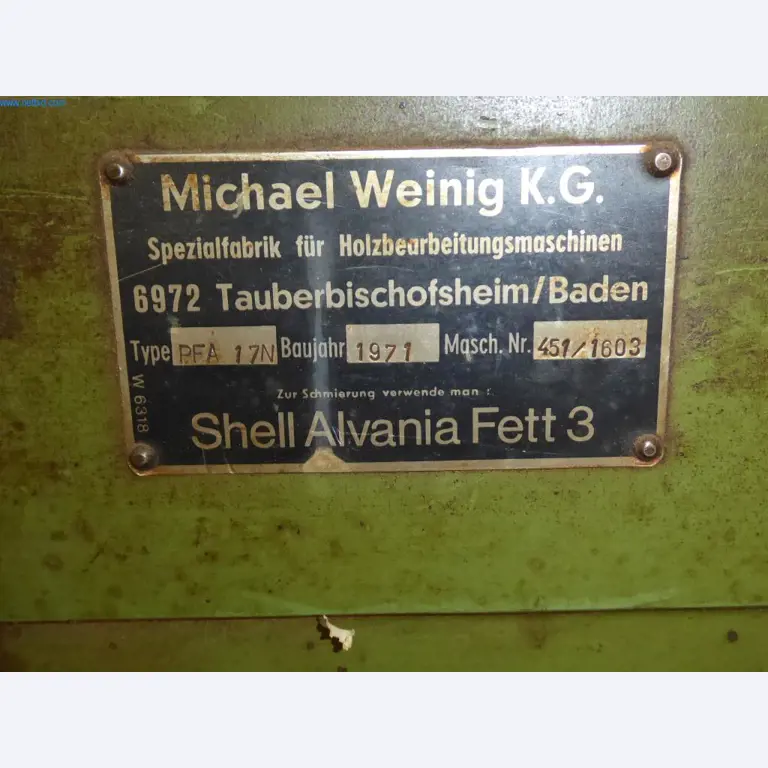 Michael Weinig K.G.
Spezialfabrik für Holzbearbeitungsmaschinen
6972 Tauberbischofsheim/Baden
Type PFA 17N Baujahr 1971 Masch. Nr. 451/1603
Zur Schmierung verwende man :
Shell Alvania Fett 3
W 6318